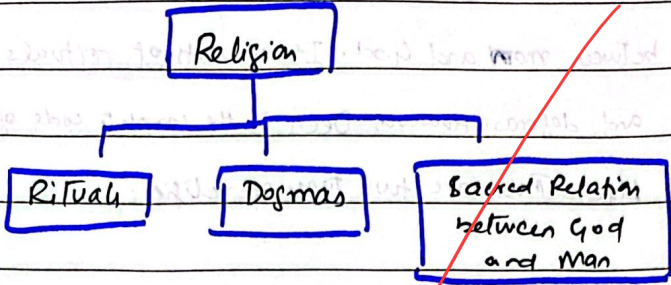 Religion
Rituals
Dogmas
Sacred Relation
between God
and Man